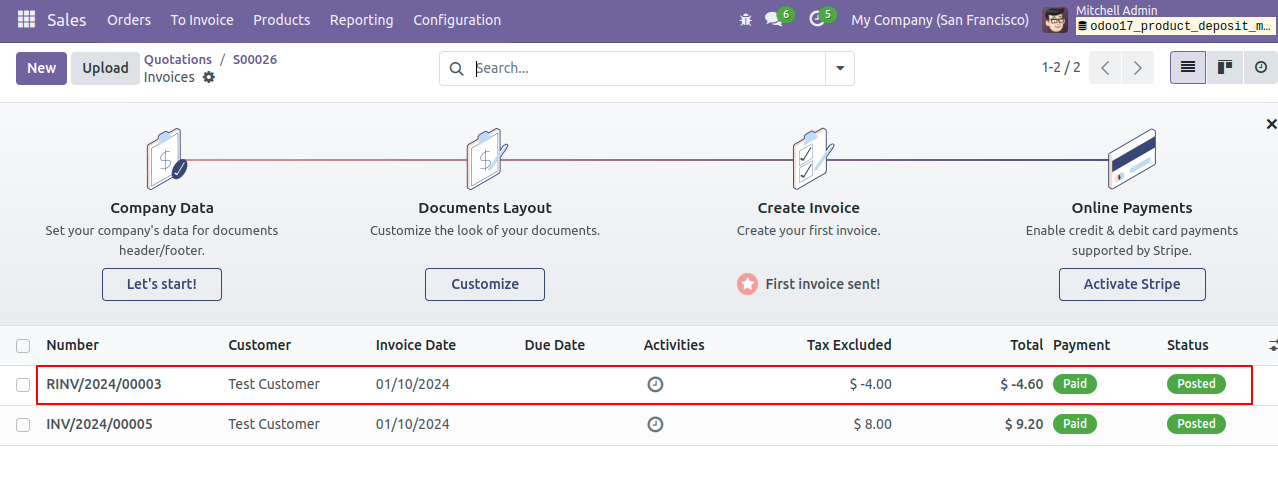 Sales Orders To Invoice Products Reporting Configuration 6 5 My Company (San Francisco) Mitchell Admin
odoo17_product_deposit_m...
New Upload Quotations / S00026 Search... 1-2 / 2
Invoices
$ $
Company Data Documents Layout Create Invoice Online Payments
Set your company's data for documents Customize the look of your documents. Create your first invoice. Enable credit & debit card payments
header/footer. supported by Stripe.
Let's start! Customize First invoice sent! Activate Stripe
Number Customer Invoice Date Due Date Activities Tax Excluded Total Payment Status
RINV/2024/00003 Test Customer 01/10/2024 $ -4.00 $ -4.60 Paid Posted
INV/2024/00005 Test Customer 01/10/2024 $ 8.00 $ 9.20 Paid Posted